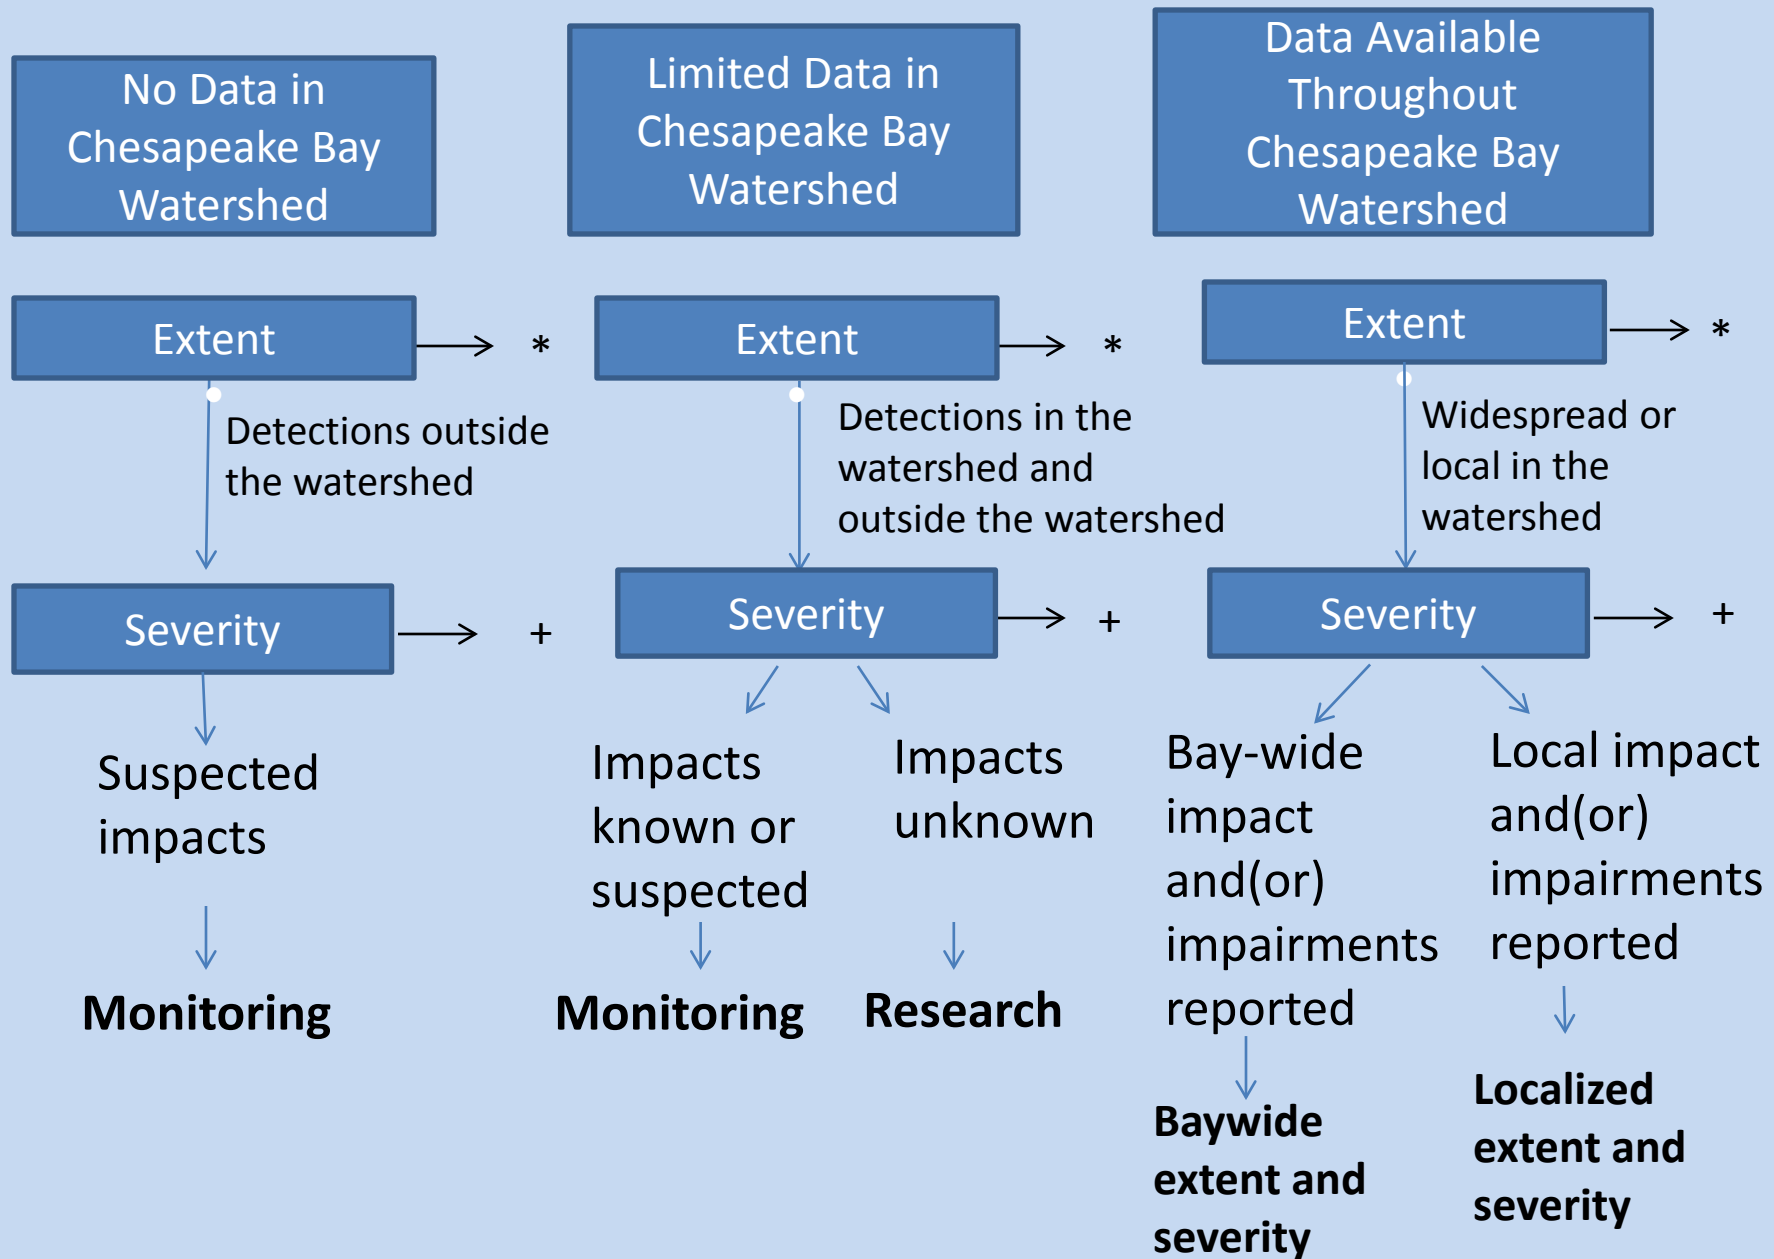 No Data in
Chesapeake Bay
Watershed
Limited Data in
Chesapeake Bay
Watershed
Data Available
Throughout
Chesapeake Bay
Watershed
Extent
*
Extent
*
Extent
*
Detections outside
the watershed
Detections in the
watershed and
outside the watershed
Widespread or
local in the
watershed
Severity
+
Severity
+
Severity
+
Suspected
impacts
Impacts
known or
suspected
Impacts
unknown
Bay-wide
impact
and(or)
impairments
reported
Local impact
and(or)
impairments
reported
Monitoring
Monitoring
Research
Baywide
extent and
severity
Localized
extent and
severity